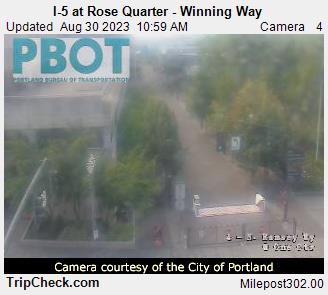 I-5 at Rose Quarter - Winning Way
Updated Aug 30 2023 10:59 AM Camera 4
PBOT
PORTLAND BUREAU OF TRANSPORTATION
Camera courtesy of the City of Portland
TripCheck.com Milepost302.00